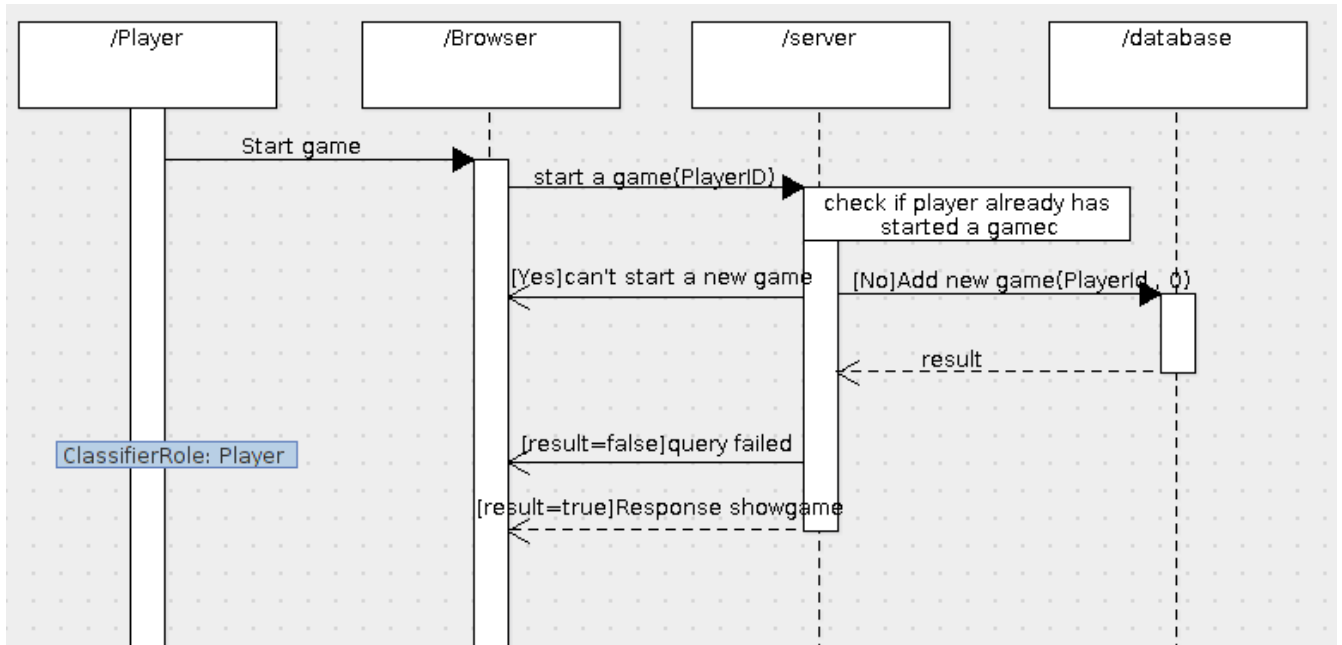 /Player
/Browser
/server
/database
Start game
start a game(PlayerID)
check if player already has
started a gamec
[Yes]can't start a new game
[No]Add new game(PlayerId , 0)
result
[result=false]query failed
ClassifierRole: Player
[result=true]Response showgame